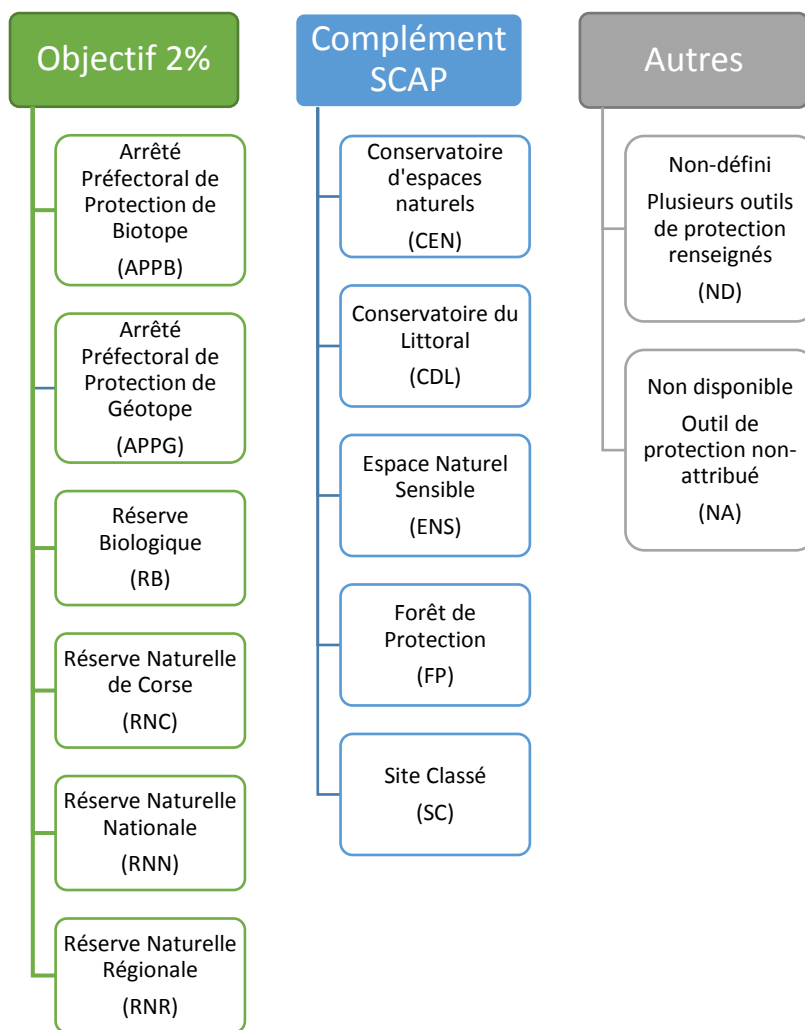 Objectif 2%
Arrêté
Préfectoral de
Protection de
Biotope
(APPB)
Arrêté
Préfectoral de
Protection de
Géotope
(APPG)
Réserve
Biologique
(RB)
Réserve Naturelle
de Corse
(RNC)
Réserve Naturelle
Nationale
(RNN)
Réserve Naturelle
Régionale
(RNR)
Complément
SCAP
Conservatoire
d'espaces
naturels
(CEN)
Conservatoire du
Littoral
(CDL)
Espace Naturel
Sensible
(ENS)
Forêt de
Protection
(FP)
Site Classé
(SC)
Autres
Non-défini
Plusieurs outils
de protection
renseignés
(ND)
Non disponible
Outil de
protection non-
attribué
(NA)